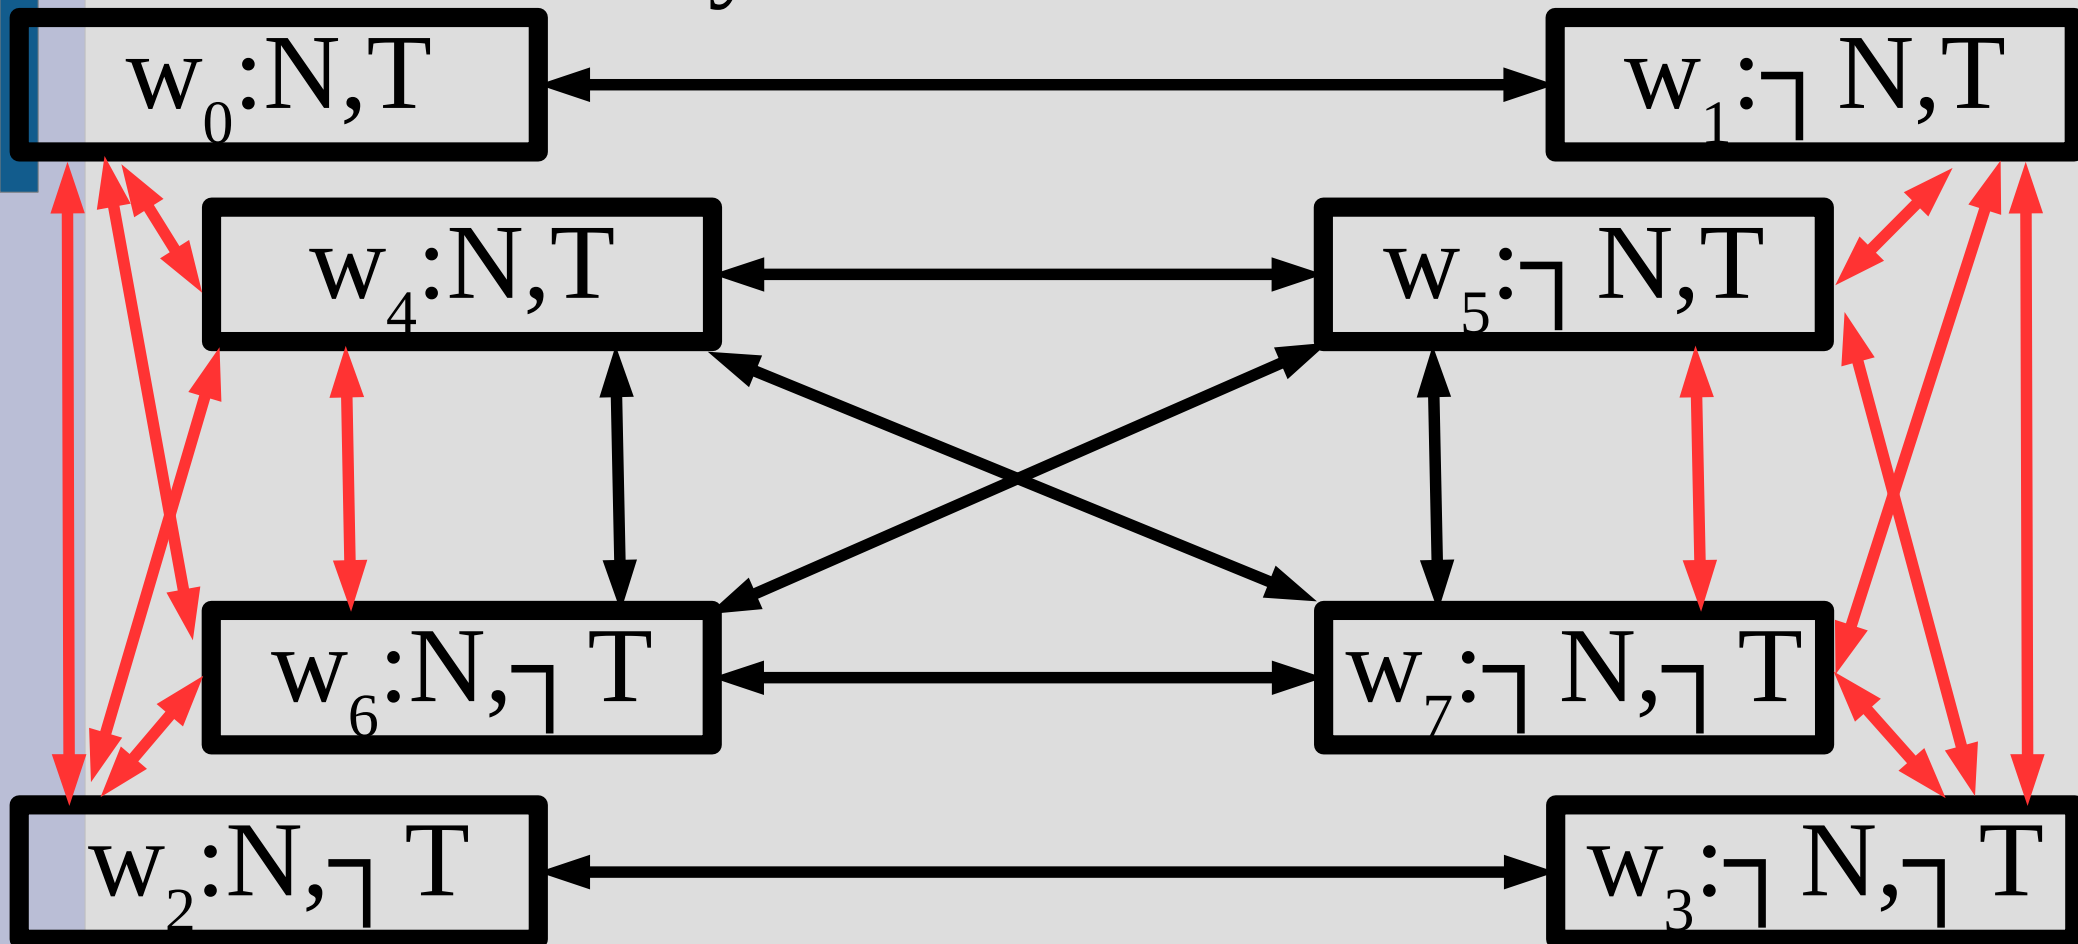 w₀:N,T
w₁:¬ N,T
w₄:N,T
w₅:¬ N,T
w₆:N,¬ T
w₇:¬ N,¬ T
w₂:N,¬ T
w₃:¬ N,¬ T